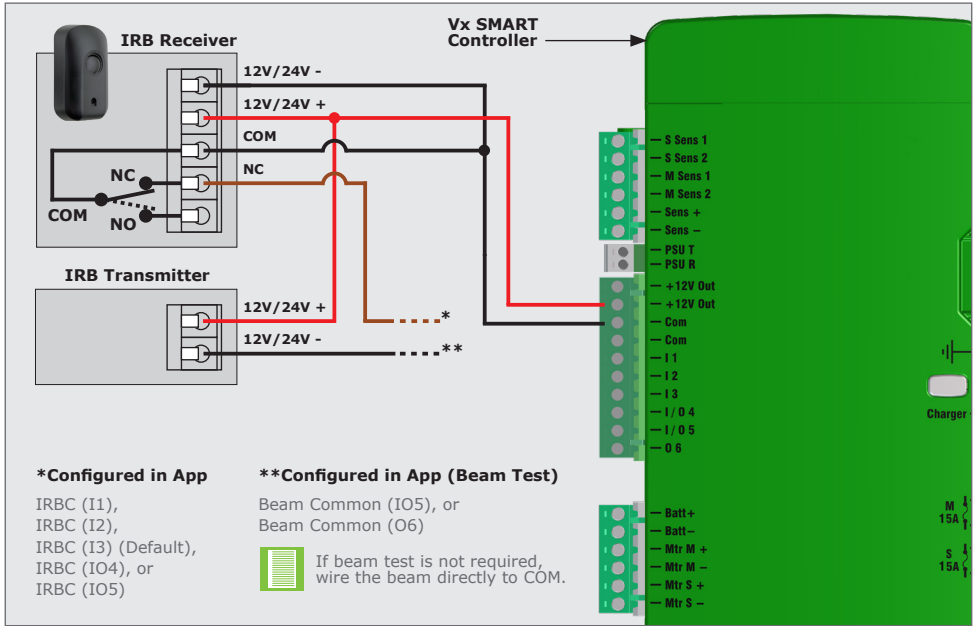 IRB Receiver
Vx SMART
Controller
12V/24V -
12V/24V +
COM
NC
NC
COM
NO
IRB Transmitter
12V/24V +
12V/24V -
*
**
S Sens 1
S Sens 2
M Sens 1
M Sens 2
Sens +
Sens –
PSU T
PSU R
+12V Out
+12V Out
Com
Com
I 1
I 2
I 3
I / O 4
I / O 5
O 6
Charger
Batt+
Batt–
Mtr M +
Mtr M –
Mtr S +
Mtr S –
M
15A
S
15A
*Configured in App
IRBC (I1),
IRBC (I2),
IRBC (I3) (Default),
IRBC (IO4), or
IRBC (IO5)
**Configured in App (Beam Test)
Beam Common (IO5), or
Beam Common (O6)
If beam test is not required,
wire the beam directly to COM.